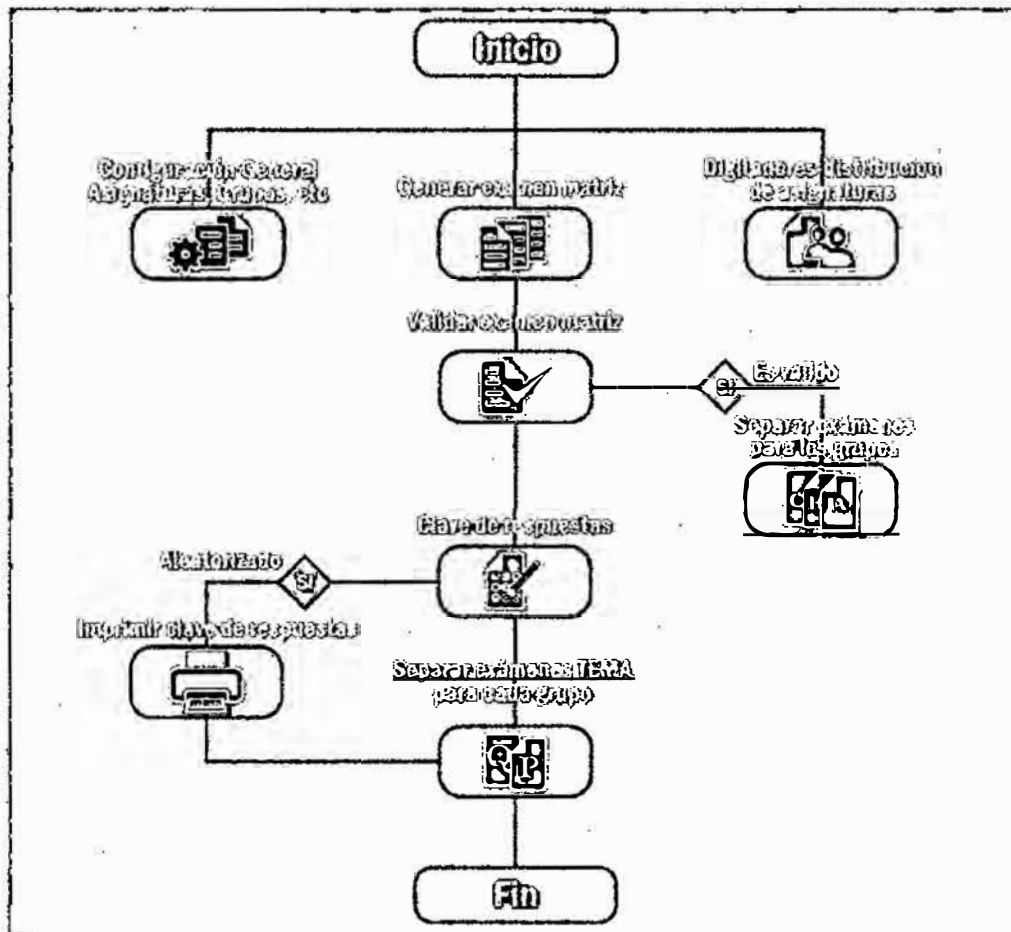 Inicio
Configuración General
Asignaturas, Grupos, etc
Generar examen matriz
Digitadores distribucion
de asignaturas
Validar examen matriz
SI
Es válido
Separar exámenes
para los grupos
Clave de respuestas
Aleatorizado
SI
Imprimir clave de respuestas
Separar exámenes TEMA
para cada grupo
Fin